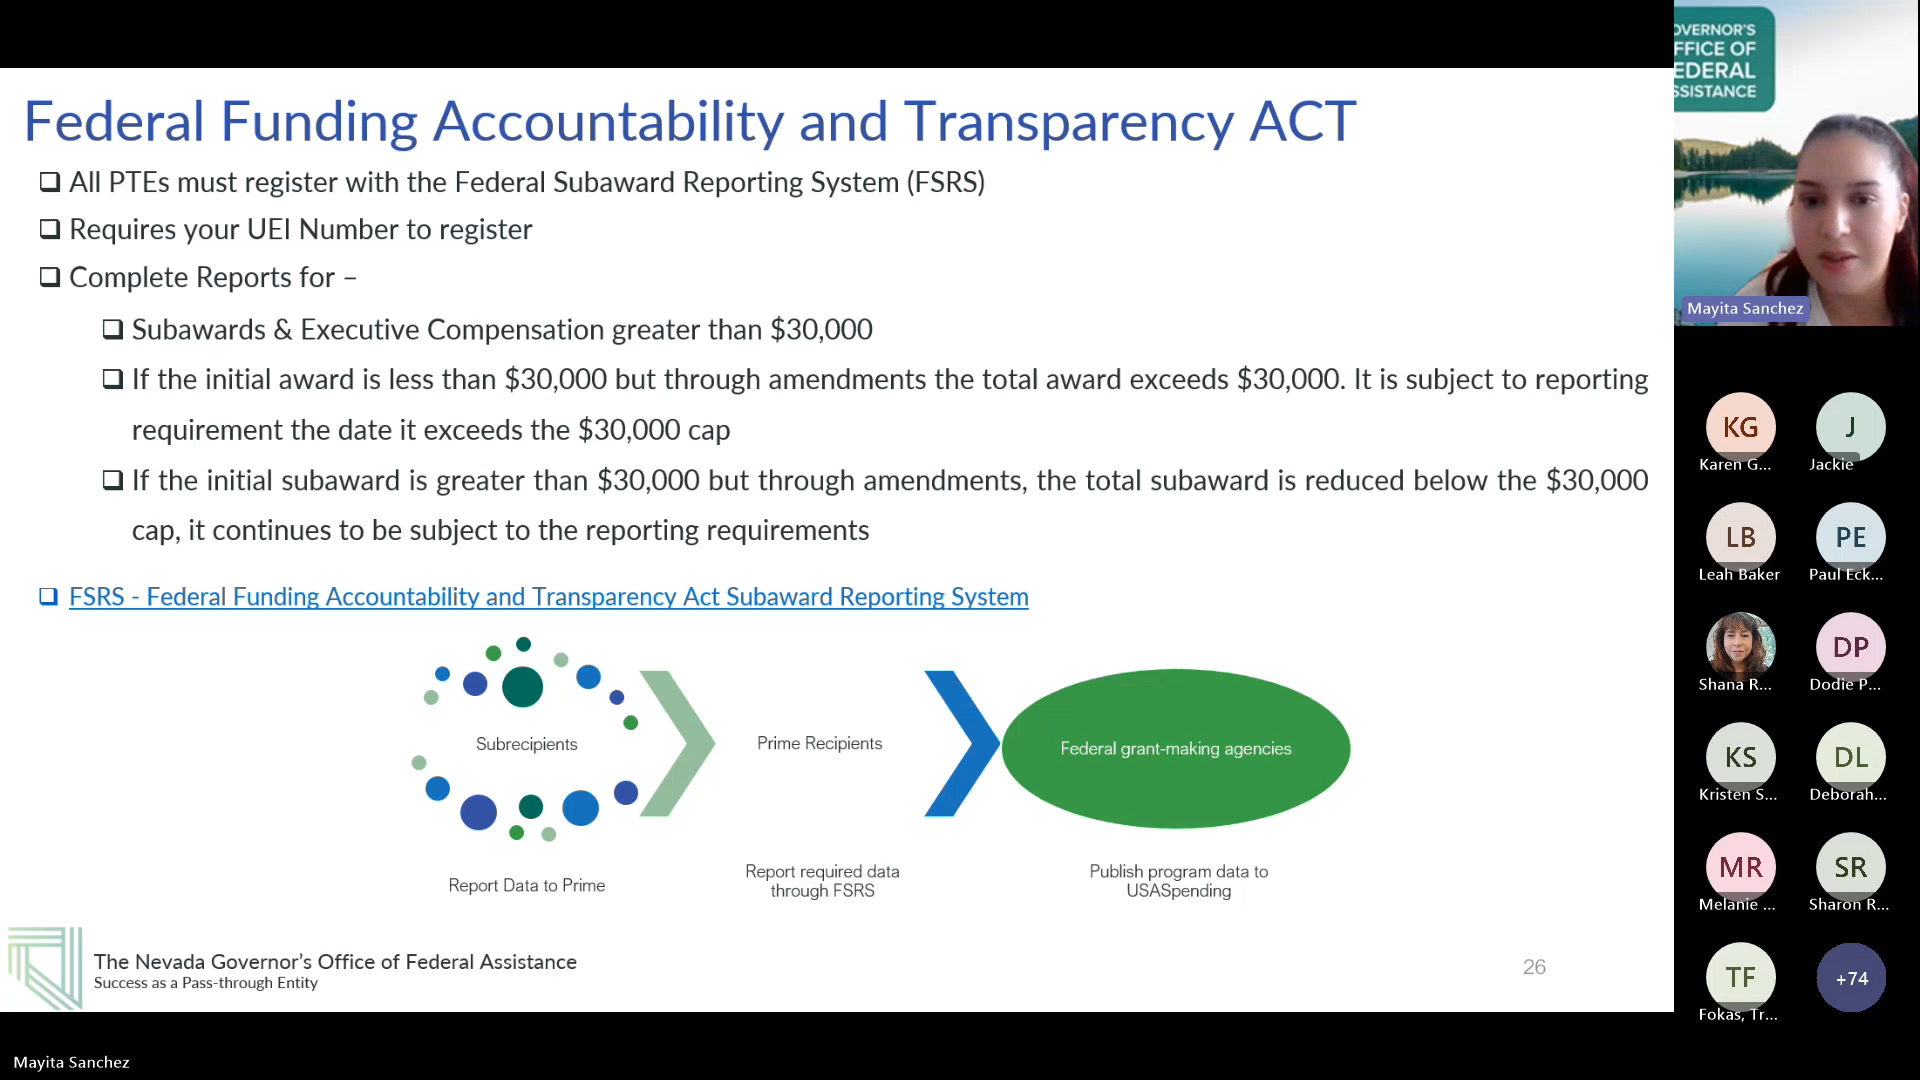 Federal Funding Accountability and Transparency ACT
All PTEs must register with the Federal Subaward Reporting System (FSRS)
Requires your UEI Number to register
Complete Reports for –
Subawards & Executive Compensation greater than $30,000
If the initial award is less than $30,000 but through amendments the total award exceeds $30,000. It is subject to reporting
requirement the date it exceeds the $30,000 cap
If the initial subaward is greater than $30,000 but through amendments, the total subaward is reduced below the $30,000
cap, it continues to be subject to the reporting requirements
FSRS - Federal Funding Accountability and Transparency Act Subaward Reporting System
Subrecipients
Prime Recipients
Federal grant-making agencies
Report Data to Prime
Report required data
through FSRS
Publish program data to
USASpending
The Nevada Governor’s Office of Federal Assistance
Success as a Pass-through Entity
26
Mayita Sanchez
OVERNOR'S
FFICE OF
EDERAL
SSISTANCE
Mayita Sanchez
KG
Karen G...
J
Jackie
LB
Leah Baker
PE
Paul Eck...
Shana R...
DP
Dodie P...
KS
Kristen S...
DL
Deborah...
MR
Melanie ...
SR
Sharon R...
TF
Fokas, Tr...
+74